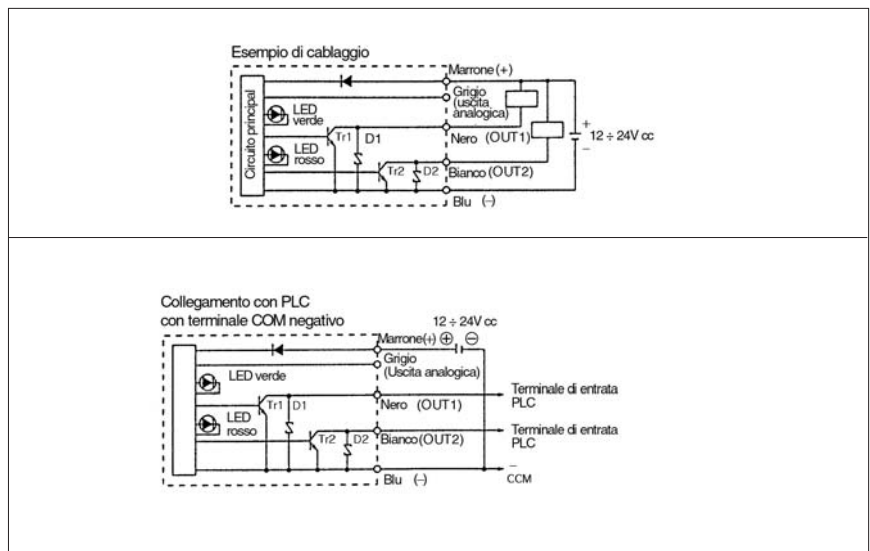 Esempio di cablaggio
Marrone (+)
Grigio
(uscita
analogica)
Circuito principal
LED
verde
Tr1
D1
Nero (OUT1)
LED
rosso
Tr2
D2
Bianco (OUT2)
Blu (-)
+
12 ÷ 24V cc
−
Collegamento con PLC
con terminale COM negativo
12 ÷ 24V cc
Marrone(+) ⊕ ⊖
Grigio
(Uscita analogica)
LED verde
Tr1
D1
Nero (OUT1)
Terminale di entrata
PLC
LED
rosso
Tr2
D2
Bianco(OUT2)
Terminale di entrata
PLC
Blu (-)
−
CCM